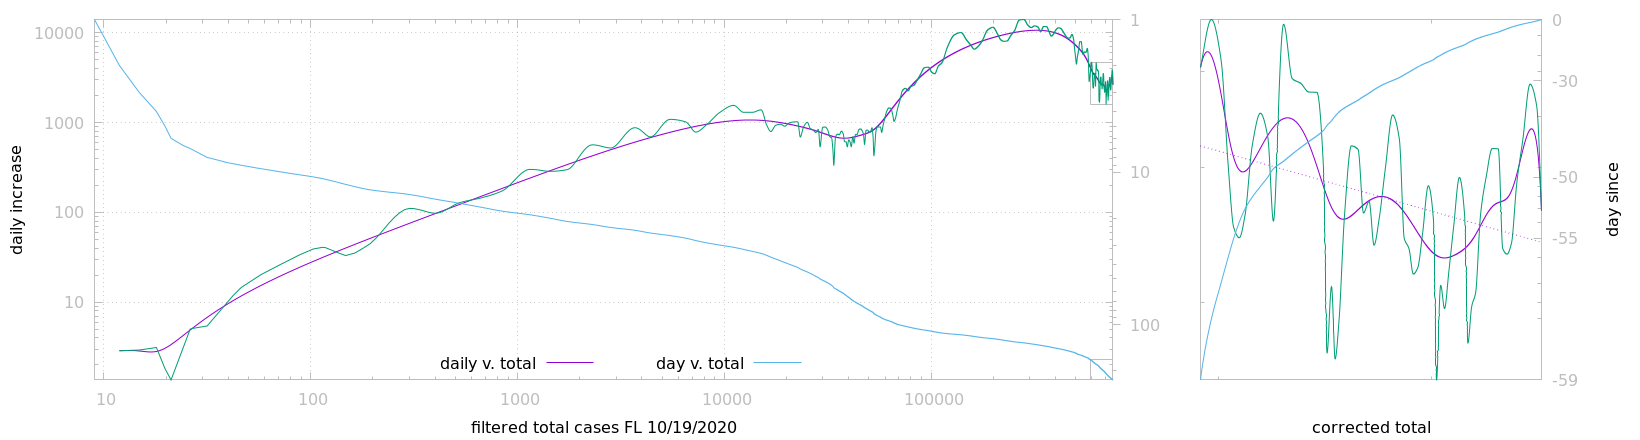 10000
1000
100
10
daily increase
10
100
1000
10000
100000
filtered total cases FL 10/19/2020
daily v. total
day v. total
1
10
100
0
-30
-50
-55
-59
day since
corrected total